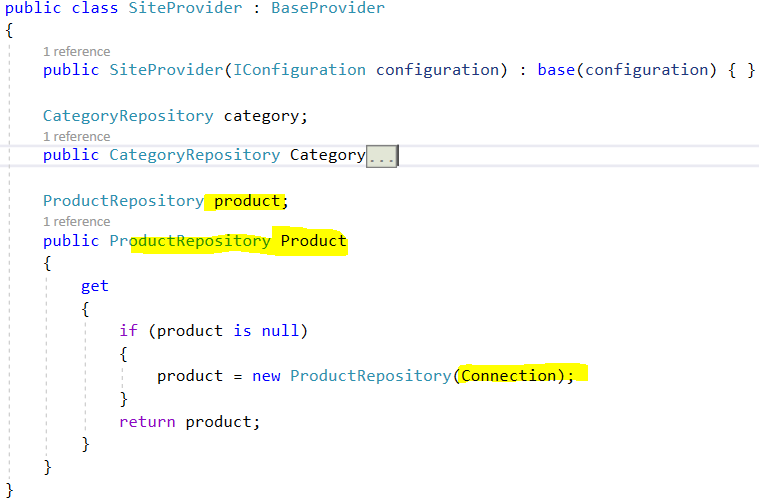 public class SiteProvider : BaseProvider
{
1 reference
public SiteProvider(IConfiguration configuration) : base(configuration) { }
CategoryRepository category;
1 reference
public CategoryRepository Category...
ProductRepository product;
1 reference
public ProductRepository Product
{
get
{
if (product is null)
{
product = new ProductRepository(Connection);
}
return product;
}
}
}